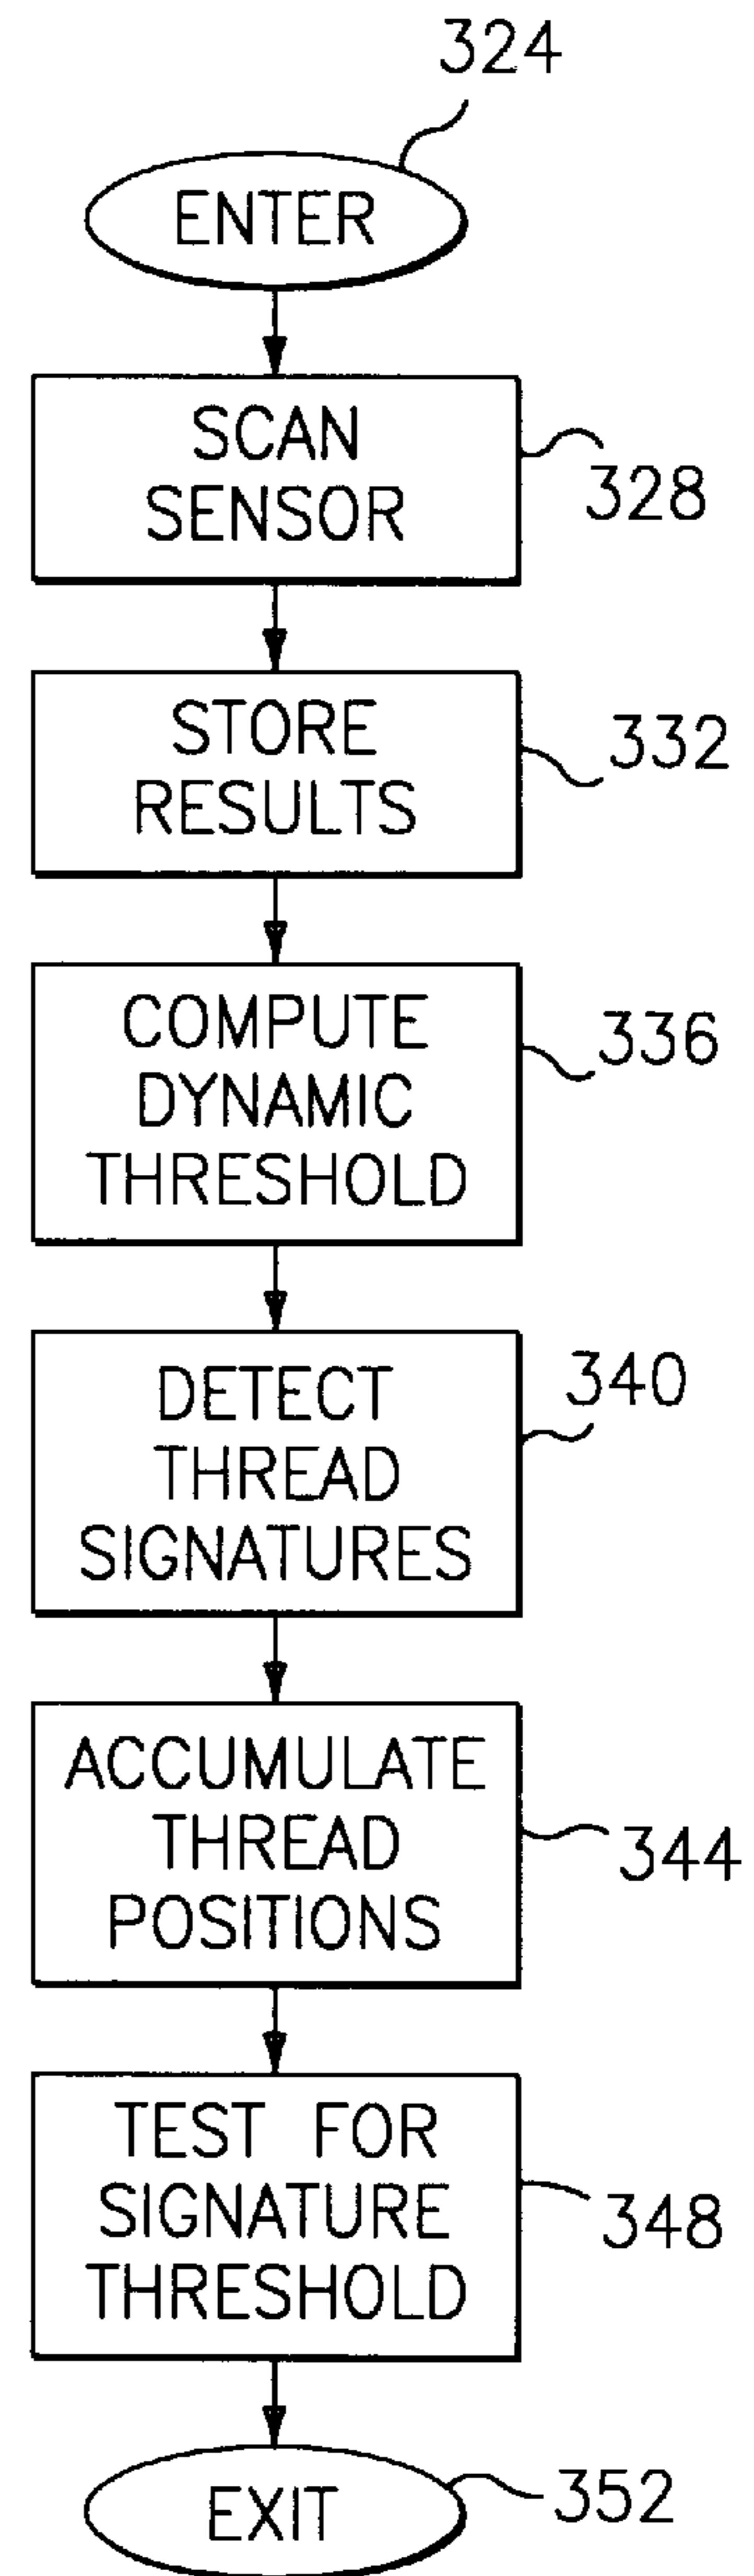 324
ENTER
SCAN
SENSOR
328
STORE
RESULTS
332
COMPUTE
DYNAMIC
THRESHOLD
336
DETECT
THREAD
SIGNATURES
340
ACCUMULATE
THREAD
POSITIONS
344
TEST FOR
SIGNATURE
THRESHOLD
348
EXIT
352